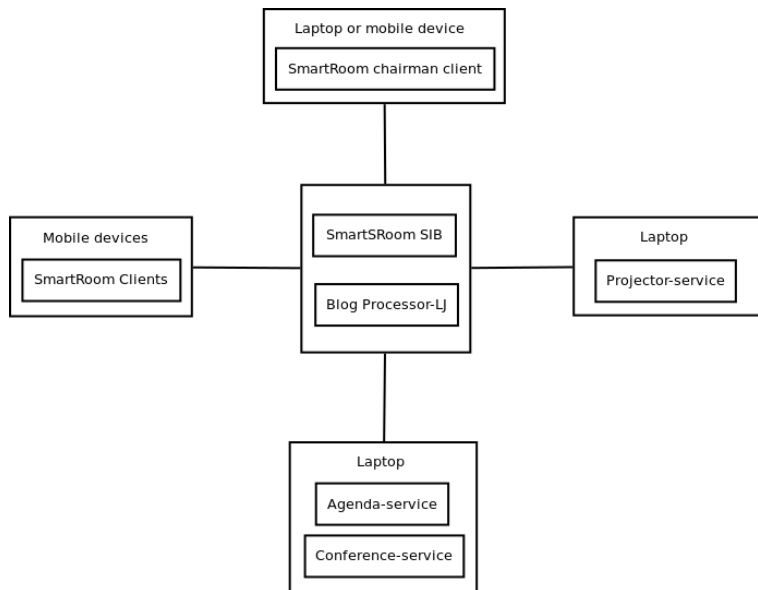 Laptop or mobile device
SmartRoom chairman client
SmartSRoom SIB
Blog Processor-LJ
Mobile devices
SmartRoom Clients
Laptop
Projector-service
Laptop
Agenda-service
Conference-service